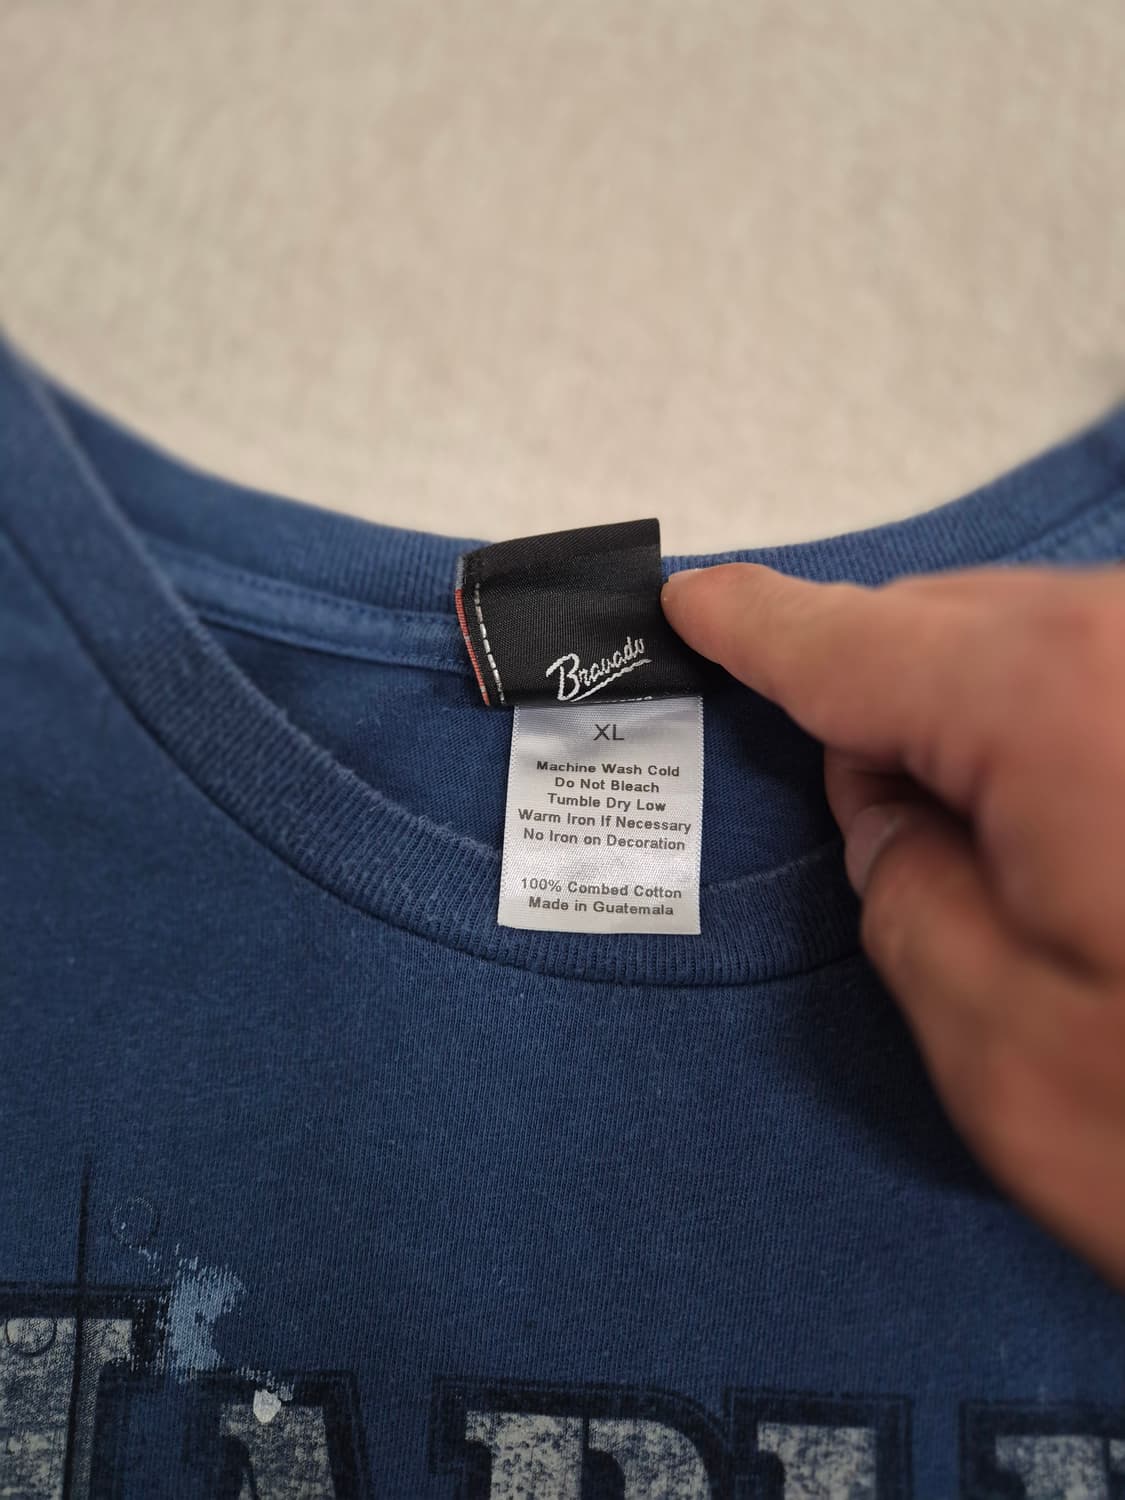 Bravado
XL
Machine Wash Cold
Do Not Bleach
Tumble Dry Low
Warm Iron If Necessary
No Iron on Decoration
100% Combed Cotton
Made in Guatemala